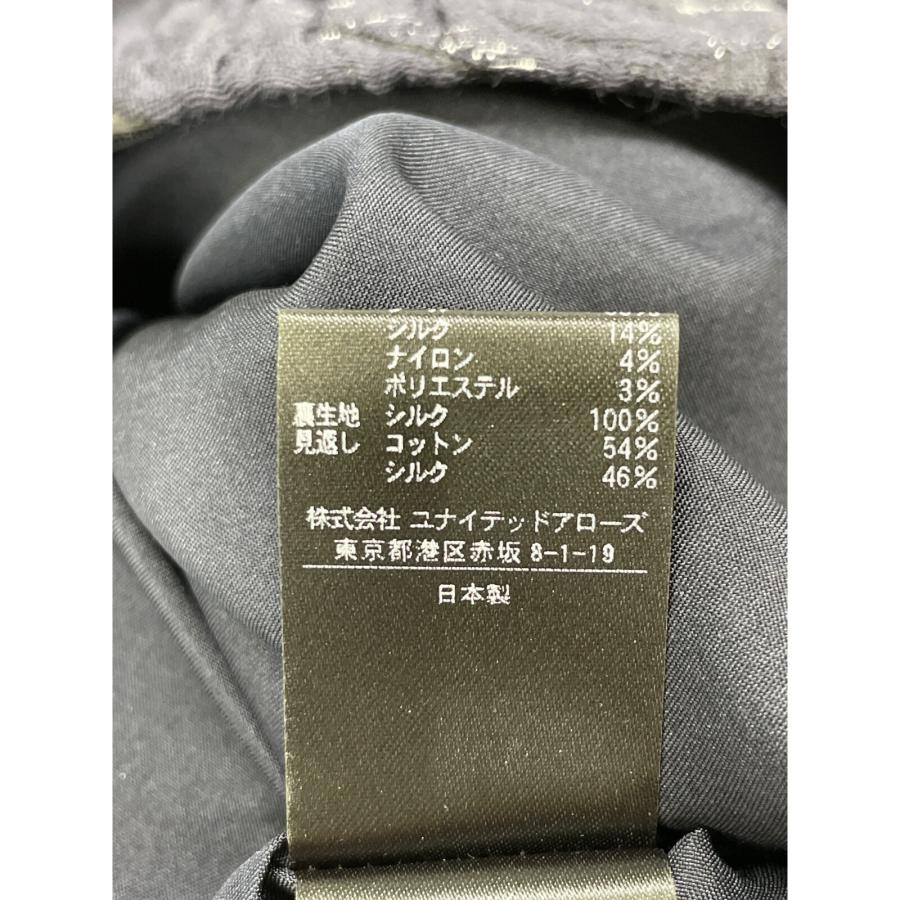 シルク 14%
ナイロン 4%
ポリエステル 3%
裏生地 シルク 100%
見返し コットン 54%
シルク 46%
株式会社 ユナイテッドアローズ
東京都港区赤坂 8-1-19
日本製